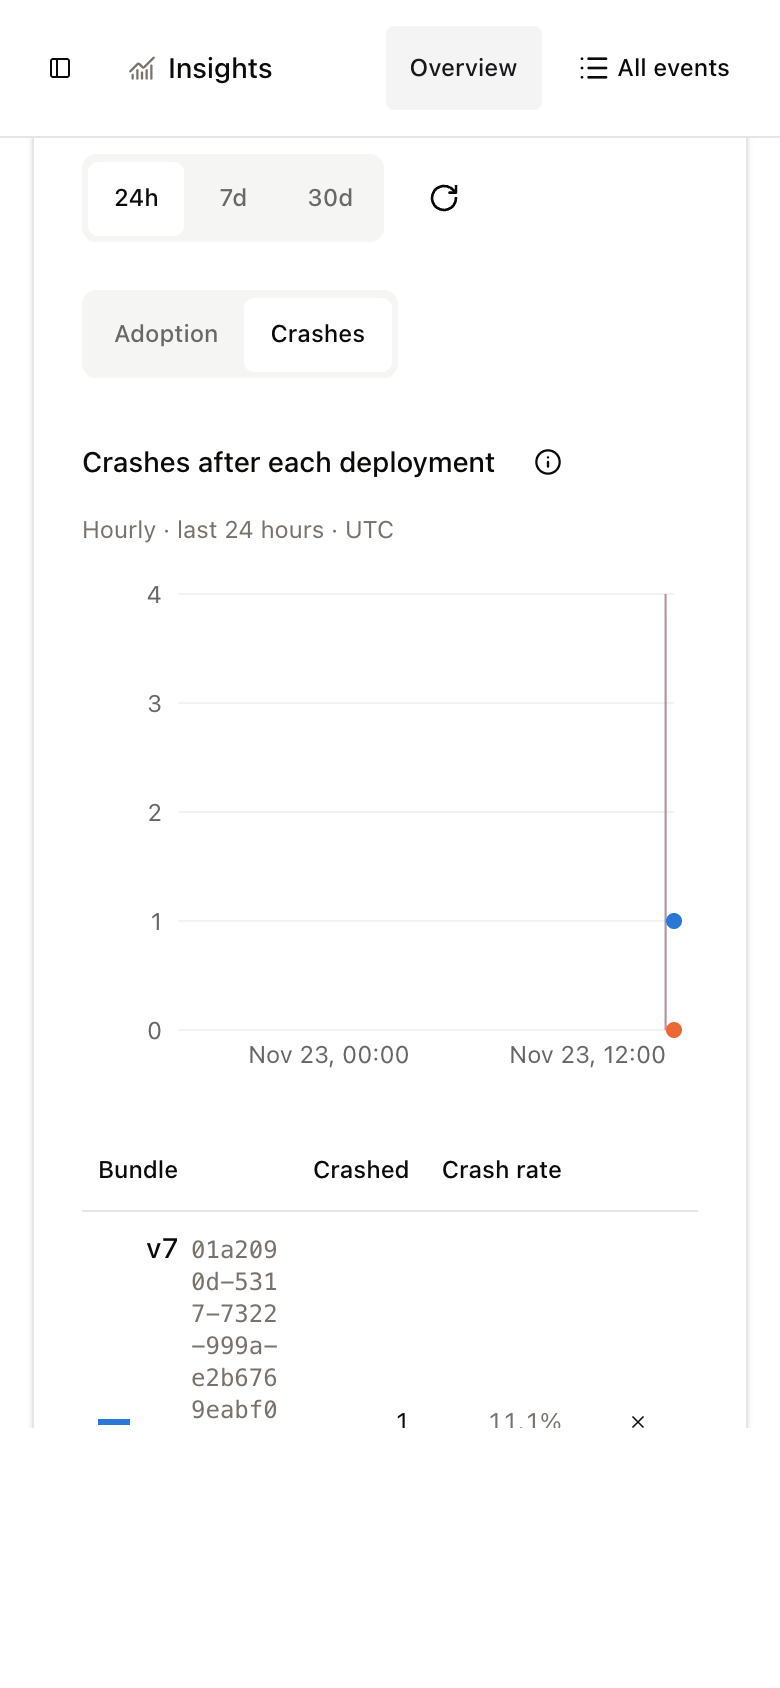 Insights
Overview
All events
24h
7d
30d
Adoption
Crashes
Crashes after each deployment
Hourly · last 24 hours · UTC
4
3
2
1
0
Nov 23, 00:00
Nov 23, 12:00
Bundle
Crashed
Crash rate
v7
01a209
0d-531
7-7322
-999a-
e2b676
9eabf0
1
11.1%